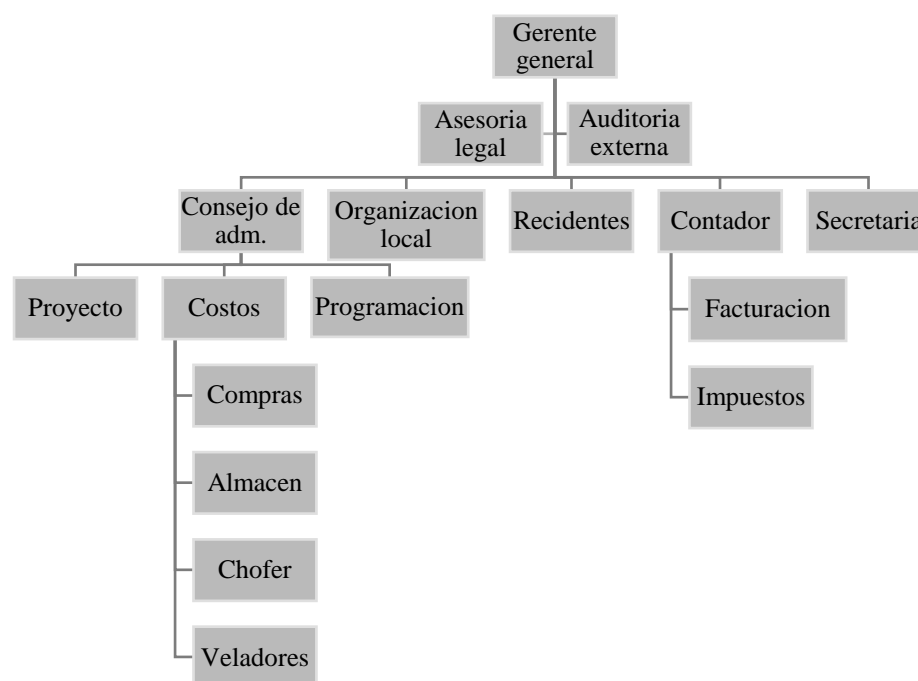 Gerente
general
Asesoria
legal
Auditoria
externa
Consejo de
adm.
Organizacion
local
Recidentes
Contador
Secretaria
Proyecto
Costos
Programacion
Facturacion
Compras
Impuestos
Almacen
Chofer
Veladores